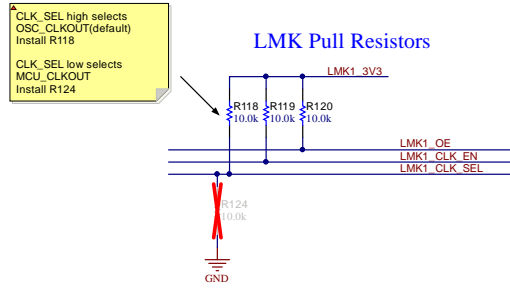 CLK_SEL high selects
OSC_CLKOUT(default)
Install R118
CLK_SEL low selects
MCU_CLKOUT
Install R124
LMK Pull Resistors
LMK1_3V3
R118
10.0k
R119
10.0k
R120
10.0k
LMK1_OE
LMK1_CLK_EN
LMK1_CLK_SEL
R124
10.0k
GND